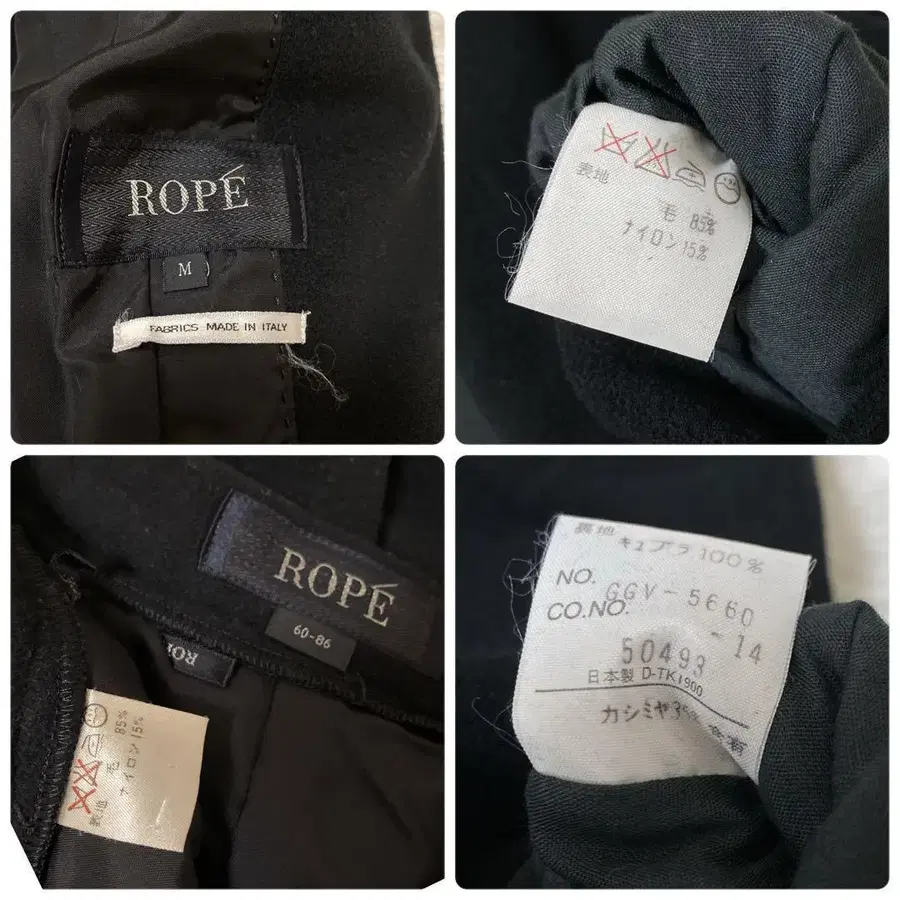 ROPÉ
M
FABRICS MADE IN ITALY
表地
毛 85%
ナイロン 15%
ROPÉ
60-86
表地
毛 85%
ナイロン 15%
裏地
キュプラ 100%
NO. GGV-5660
CO.NO. -14
50493
日本製 D-TK1900
カシミヤ3%含有